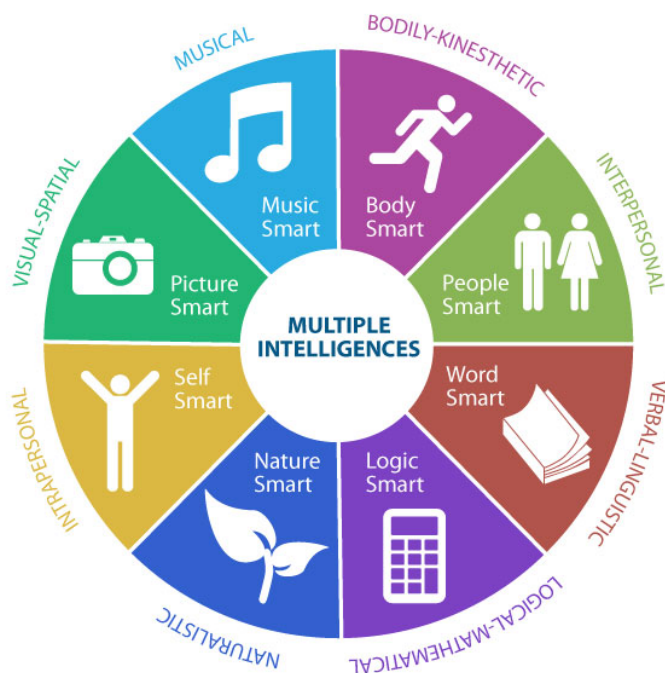 MUSICAL
BODILY-KINESTHETIC
INTERPERSONAL
VERBAL-LINGUISTIC
LOGICAL-MATHEMATICAL
NATURALISTIC
INTRAPERSONAL
VISUAL-SPATIAL
Music
Smart
Body
Smart
People
Smart
Word
Smart
Logic
Smart
Nature
Smart
Self
Smart
Picture
Smart
MULTIPLE
INTELLIGENCES